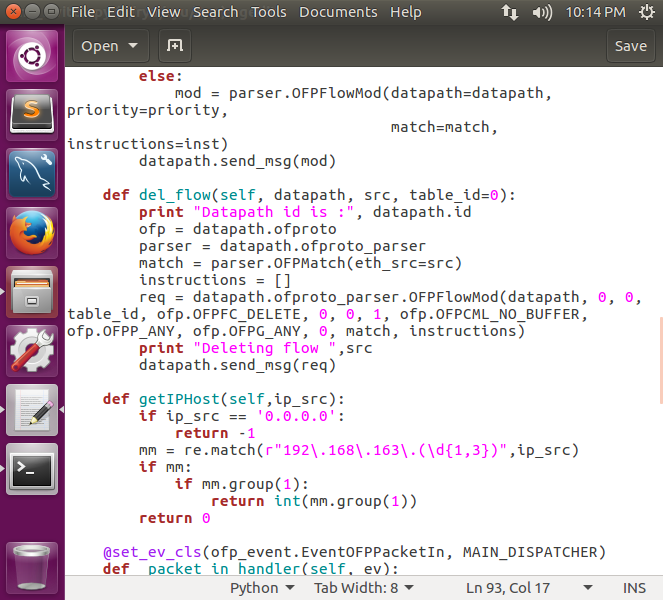 File Edit View Search Tools Documents Help 10:14 PM
Open Save
else:
mod = parser.OFPFlowMod(datapath=datapath,
priority=priority,
match=match,
instructions=inst)
datapath.send_msg(mod)
def del_flow(self, datapath, src, table_id=0):
print "Datapath id is :", datapath.id
ofp = datapath.ofproto
parser = datapath.ofproto_parser
match = parser.OFPMatch(eth_src=src)
instructions = []
req = datapath.ofproto_parser.OFPFlowMod(datapath, 0, 0,
table_id, ofp.OFPFC_DELETE, 0, 0, 1, ofp.OFPCML_NO_BUFFER,
ofp.OFPP_ANY, ofp.OFPG_ANY, 0, match, instructions)
print "Deleting flow ",src
datapath.send_msg(req)
def getIPHost(self,ip_src):
if ip_src == '0.0.0.0':
return -1
mm = re.match(r"192\.168\.163\.(\d{1,3})",ip_src)
if mm:
if mm.group(1):
return int(mm.group(1))
return 0
@set_ev_cls(ofp_event.EventOFPPacketIn, MAIN_DISPATCHER)
def _packet_in_handler(self, ev):
Python Tab Width: 8 Ln 93, Col 17 INS